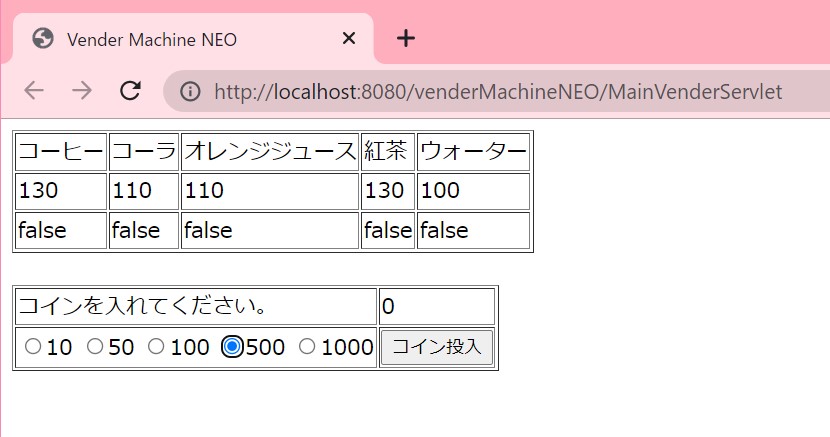 Vender Machine NEO
http://localhost:8080/venderMachineNEO/MainVenderServlet
コーヒー コーラ オレンジジュース 紅茶 ウォーター
130 110 110 130 100
false false false false false
コインを入れてください。 0
10 50 100 500 1000 コイン投入